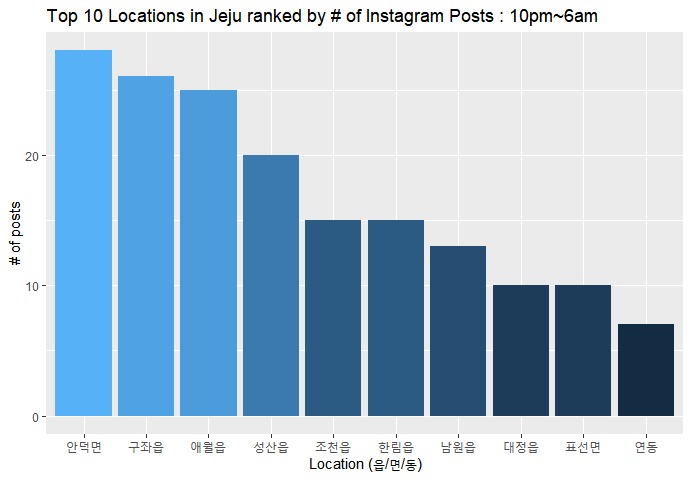 Top 10 Locations in Jeju ranked by # of Instagram Posts : 10pm~6am
# of posts
20
10
0
안덕면 구좌읍 애월읍 성산읍 조천읍 한림읍 남원읍 대정읍 표선면 연동
Location (읍/면/동)